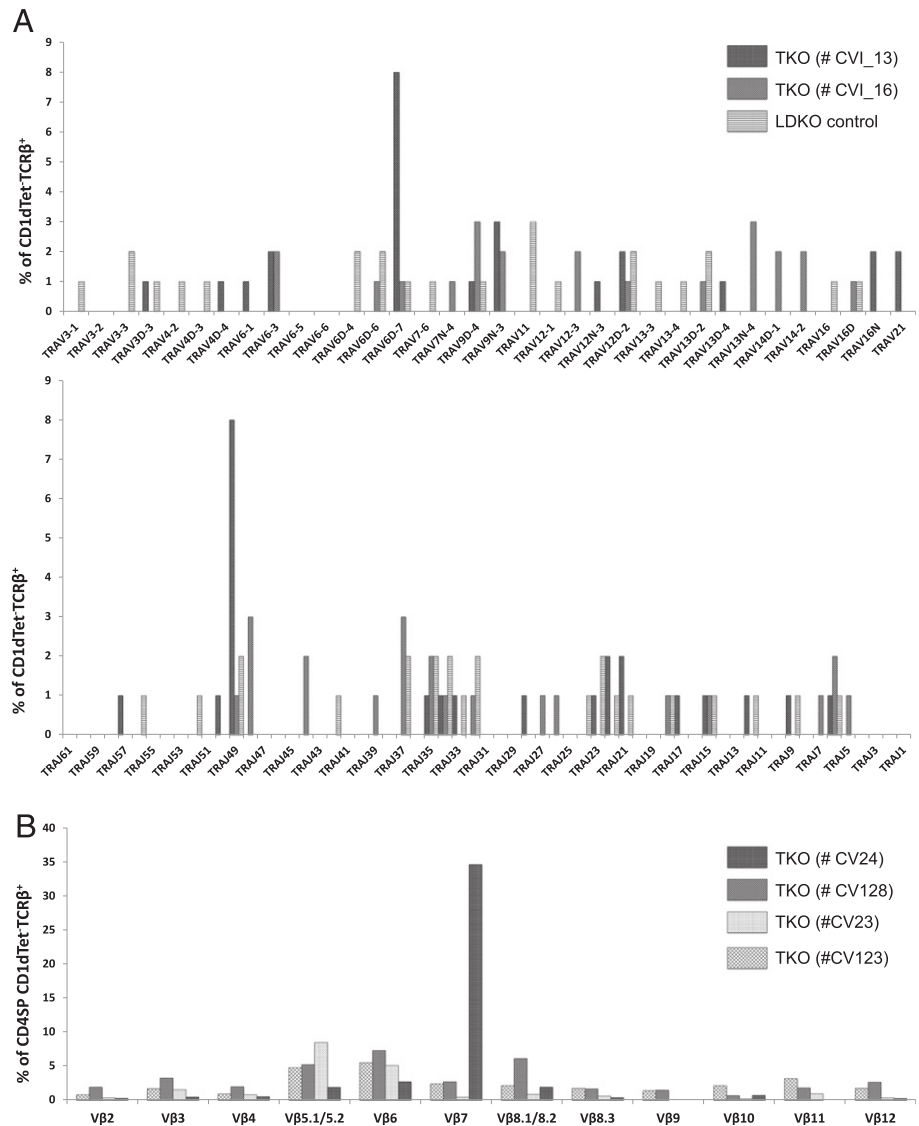 A
9
8
7
6
5
4
3
2
1
0
% of CD1dTet⁻TCRβ⁺
TKO (# CVI_13)
TKO (# CVI_16)
LDKO control
TRAV3-1 TRAV3-2 TRAV3-3 TRAV3D-3 TRAV4-2 TRAV4D-3 TRAV4D-4 TRAV6-1 TRAV6-3 TRAV6-5 TRAV6-6 TRAV6D-4 TRAV6D-6 TRAV6D-7 TRAV7-6 TRAV7N-4 TRAV9D-4 TRAV9N-3 TRAV11 TRAV12-1 TRAV12-3 TRAV12N-3 TRAV12D-2 TRAV13-3 TRAV13-4 TRAV13D-2 TRAV13D-4 TRAV13N-4 TRAV14D-1 TRAV14-2 TRAV16 TRAV16D TRAV16N TRAV21
9
8
7
6
5
4
3
2
1
0
% of CD1dTet⁻TCRβ⁺
TRAJ61 TRAJ59 TRAJ57 TRAJ55 TRAJ53 TRAJ51 TRAJ49 TRAJ47 TRAJ45 TRAJ43 TRAJ41 TRAJ39 TRAJ37 TRAJ35 TRAJ33 TRAJ31 TRAJ29 TRAJ27 TRAJ25 TRAJ23 TRAJ21 TRAJ19 TRAJ17 TRAJ15 TRAJ13 TRAJ11 TRAJ9 TRAJ7 TRAJ5 TRAJ3 TRAJ1
B
40
35
30
25
20
15
10
5
0
% of CD4SP CD1dTet⁻TCRβ⁺
TKO (# CV24)
TKO (# CV128)
TKO (#CV23)
TKO (#CV123)
Vβ2 Vβ3 Vβ4 Vβ5.1/5.2 Vβ6 Vβ7 Vβ8.1/8.2 Vβ8.3 Vβ9 Vβ10 Vβ11 Vβ12